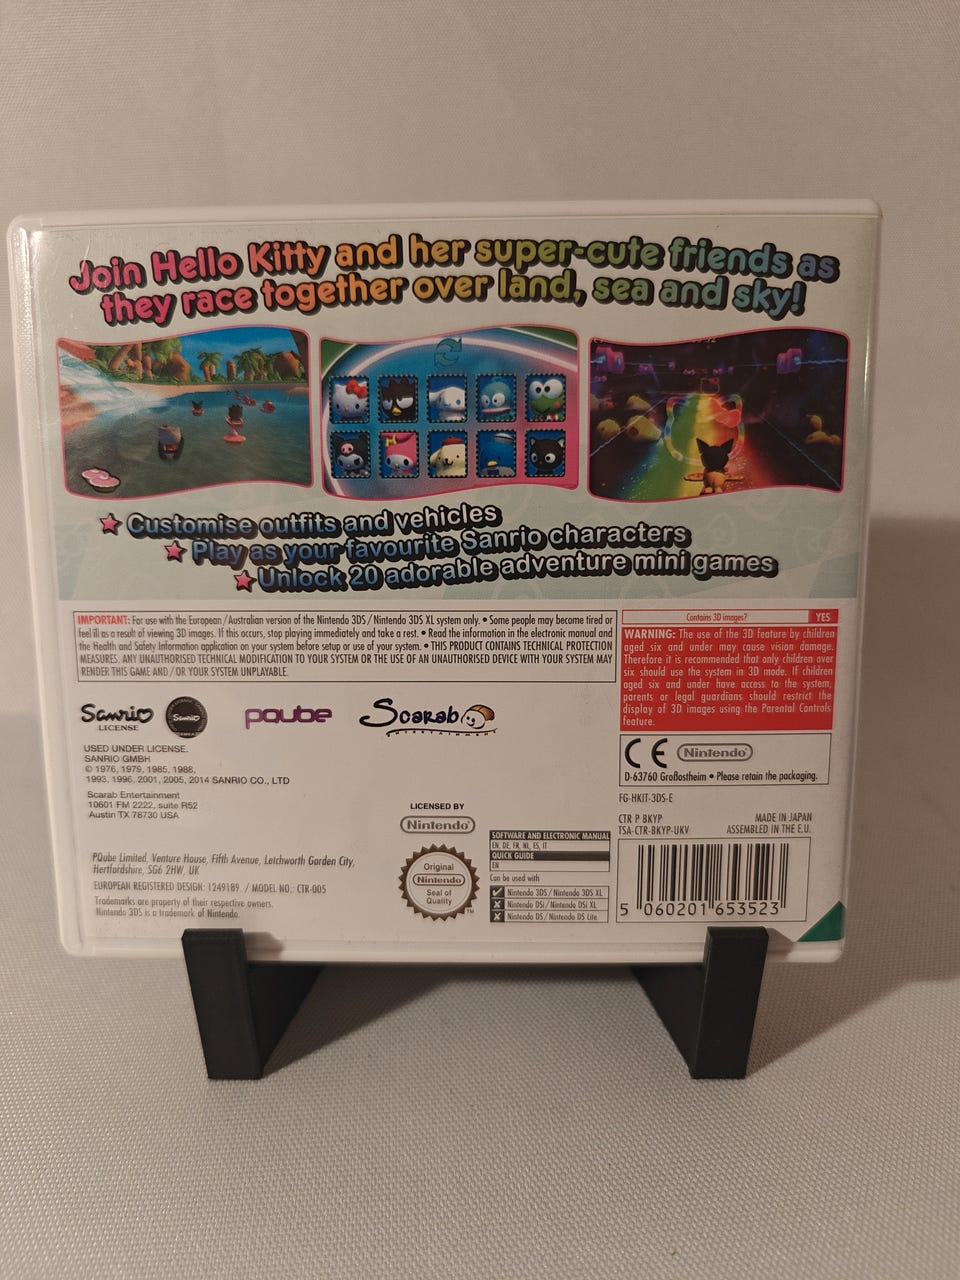 Join Hello Kitty and her super-cute friends as
they race together over land, sea and sky!
Customise outfits and vehicles
Play as your favourite Sanrio characters
Unlock 20 adorable adventure mini games
IMPORTANT: For use with the European/Australian version of the Nintendo 3DS/Nintendo 3DS XL system only. • Some people may become tired or
feel ill as a result of viewing 3D images. If this occurs, stop playing immediately and take a rest. • Read the information in the electronic manual and
the Health and Safety Information application on your system before setup or use of your system. • THIS PRODUCT CONTAINS TECHNICAL PROTECTION
MEASURES. ANY UNAUTHORISED TECHNICAL MODIFICATION TO YOUR SYSTEM OR THE USE OF AN UNAUTHORISED DEVICE WITH YOUR SYSTEM MAY
RENDER THIS GAME AND/OR YOUR SYSTEM UNPLAYABLE.
Contains 3D images? YES
WARNING: The use of the 3D feature by children
aged six and under may cause vision damage.
Therefore it is recommended that only children over
six should use the system in 3D mode. If children
aged six and under have access to the system,
parents or legal guardians should restrict the
display of 3D images using the Parental Controls
feature.
Sanrio
LICENSE
Sanrio
pqube
Scarab
ENTERTAINMENT
USED UNDER LICENSE.
SANRIO GMBH
© 1976, 1979, 1985, 1988,
1993, 1996, 2001, 2005, 2014 SANRIO CO., LTD
Scarab Entertainment
10601 FM 2222, suite R52
Austin TX 78730 USA
PQube Limited, Venture House, Fifth Avenue, Letchworth Garden City,
Hertfordshire, SG6 2HW, UK
EUROPEAN REGISTERED DESIGN: 1249189. / MODEL NO.: CTR-005
Trademarks are property of their respective owners.
Nintendo 3DS is a trademark of Nintendo.
LICENSED BY
Nintendo
Original
Nintendo
Seal of
Quality
TM
SOFTWARE AND ELECTRONIC MANUAL
EN, DE, FR, NL, ES, IT
QUICK GUIDE
EN
Can be used with
Nintendo 3DS/Nintendo 3DS XL
Nintendo DSi/Nintendo DSi XL
Nintendo DS/Nintendo DS Lite
CE Nintendo
D-63760 Großostheim • Please retain the packaging.
FG-HKIT-3DS-E
CTR P BKYP
TSA-CTR-BKYP-UKV
MADE IN JAPAN
ASSEMBLED IN THE E.U.
5 060201 653523